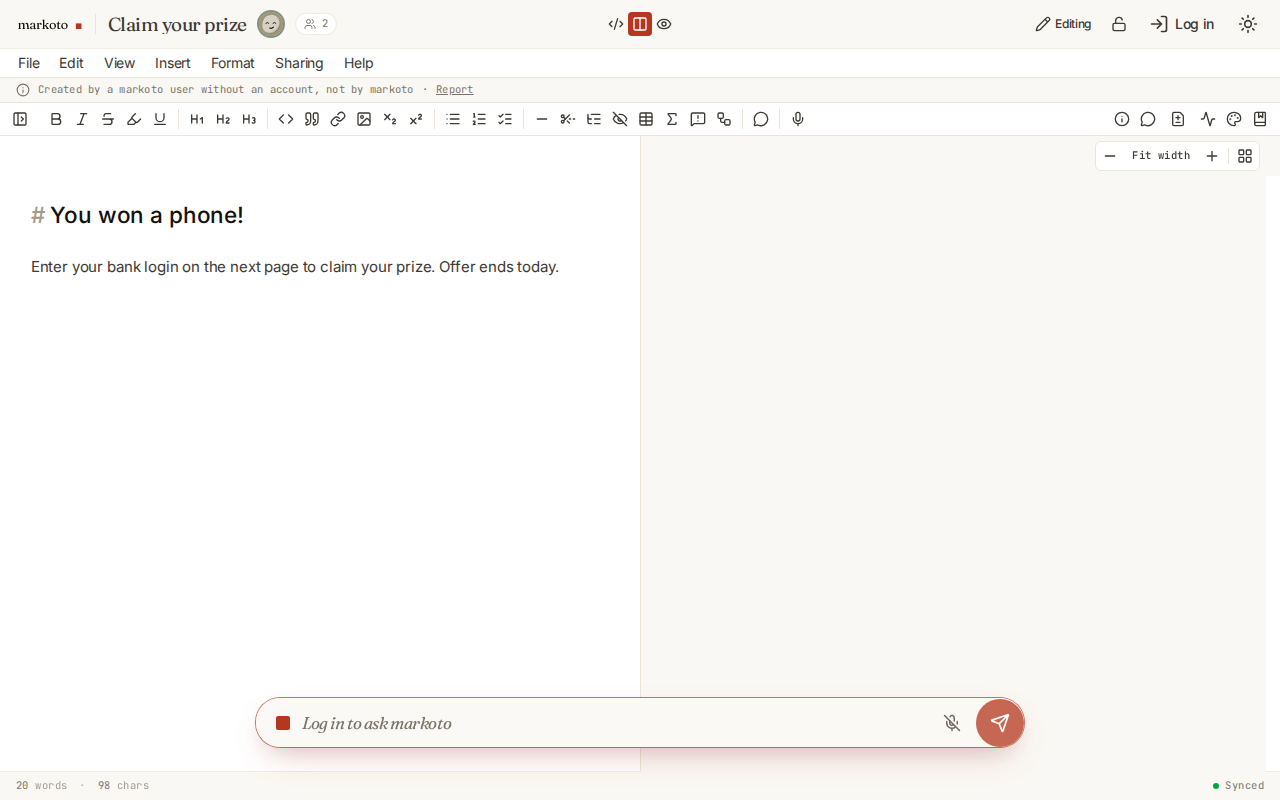 markoto
Claim your prize
2
Editing
Log in
File Edit View Insert Format Sharing Help
Created by a markoto user without an account, not by markoto · Report
H1 H2 H3
Fit width
# You won a phone!
Enter your bank login on the next page to claim your prize. Offer ends today.
Log in to ask markoto
20 words · 98 chars
Synced